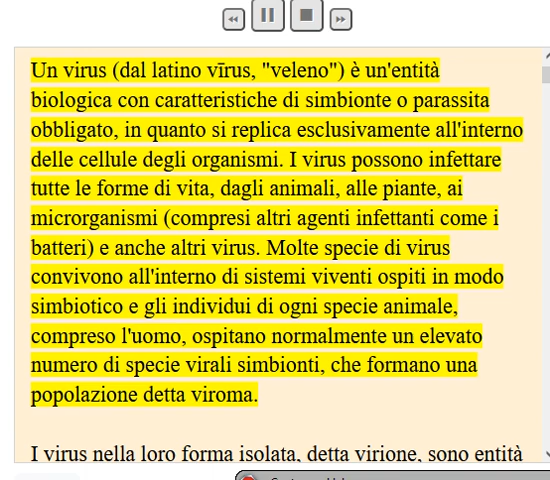 Un virus (dal latino vīrus, "veleno") è un'entità
biologica con caratteristiche di simbionte o parassita
obbligato, in quanto si replica esclusivamente all'interno
delle cellule degli organismi. I virus possono infettare
tutte le forme di vita, dagli animali, alle piante, ai
microrganismi (compresi altri agenti infettanti come i
batteri) e anche altri virus. Molte specie di virus
convivono all'interno di sistemi viventi ospiti in modo
simbiotico e gli individui di ogni specie animale,
compreso l'uomo, ospitano normalmente un elevato
numero di specie virali simbionti, che formano una
popolazione detta viroma.
I virus nella loro forma isolata, detta virione, sono entità